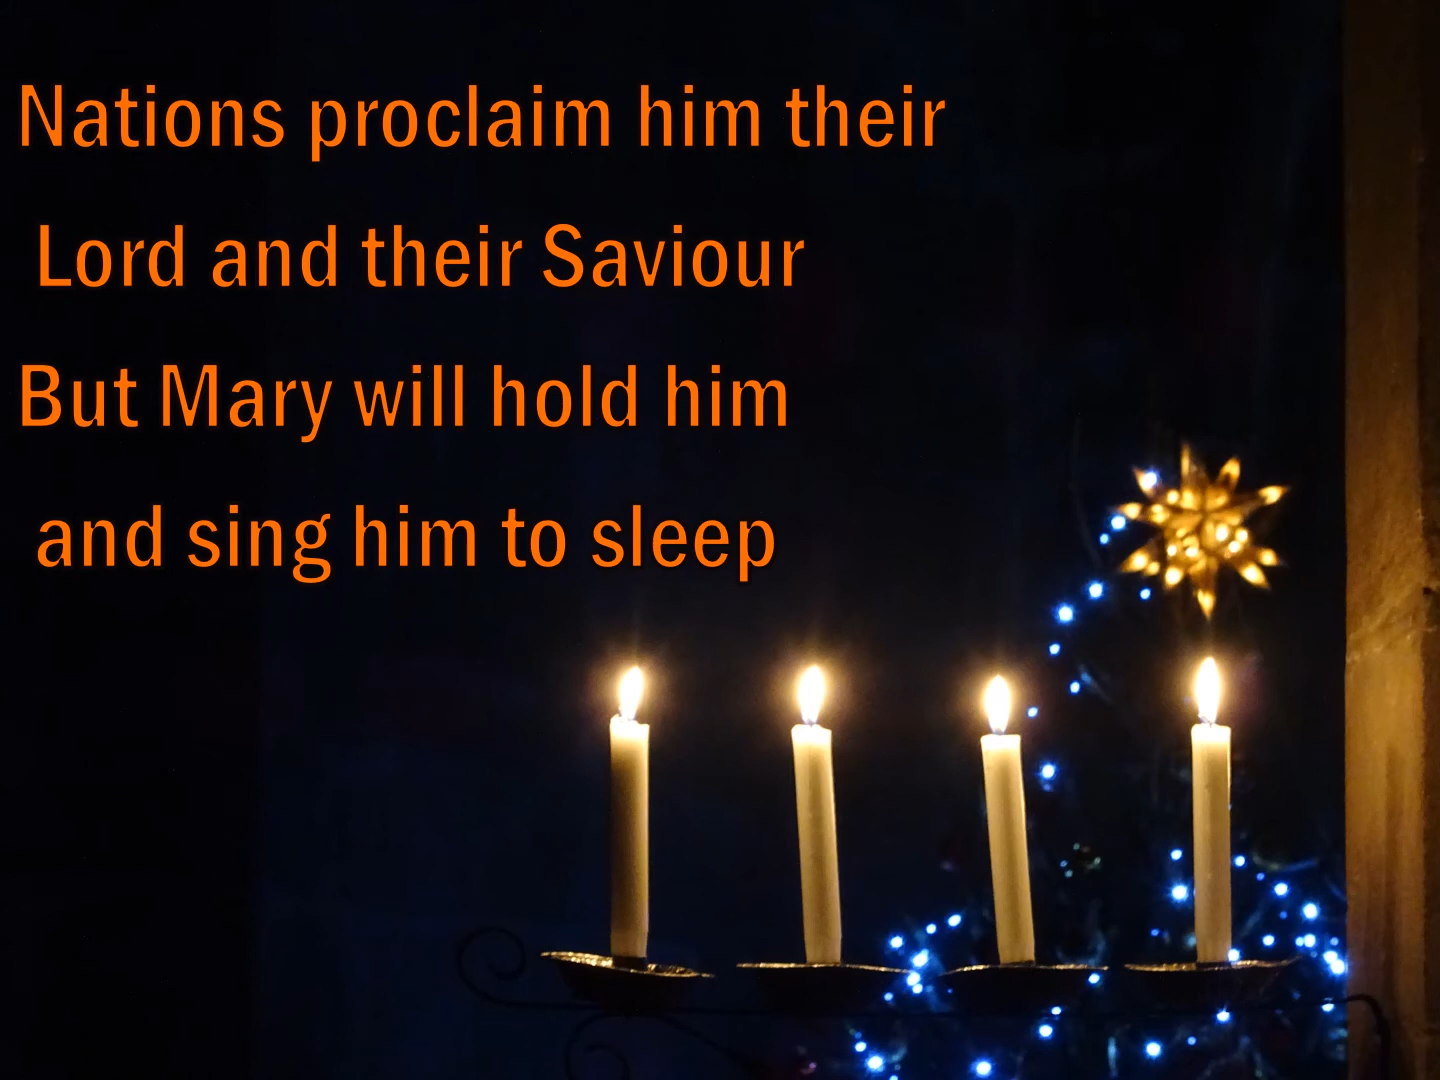 Nations proclaim him their
Lord and their Saviour
But Mary will hold him
and sing him to sleep